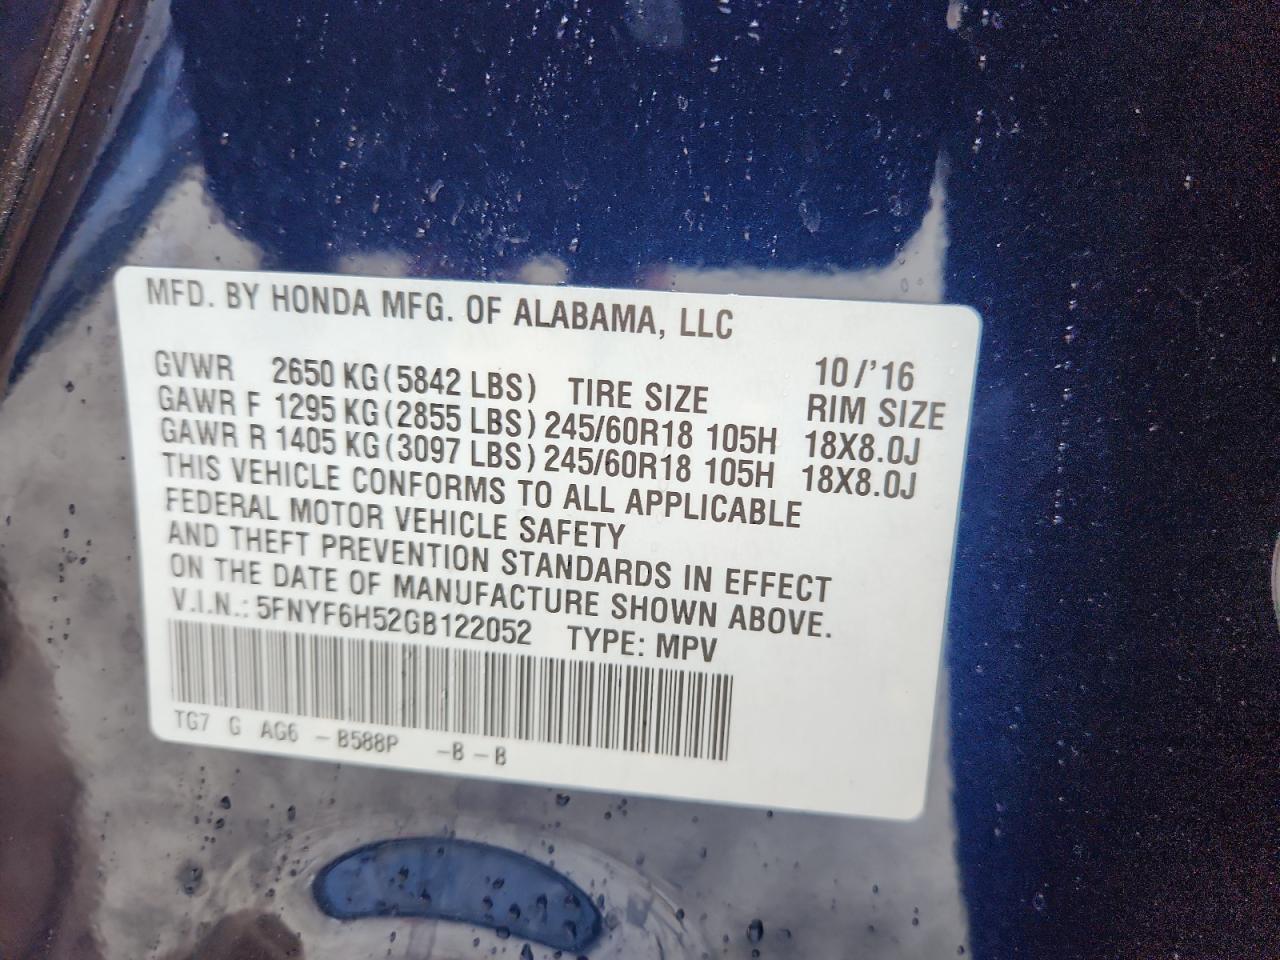 MFD. BY HONDA MFG. OF ALABAMA, LLC
10/'16
GVWR 2650 KG(5842 LBS) TIRE SIZE RIM SIZE
GAWR F 1295 KG(2855 LBS) 245/60R18 105H 18X8.0J
GAWR R 1405 KG(3097 LBS) 245/60R18 105H 18X8.0J
THIS VEHICLE CONFORMS TO ALL APPLICABLE
FEDERAL MOTOR VEHICLE SAFETY
AND THEFT PREVENTION STANDARDS IN EFFECT
ON THE DATE OF MANUFACTURE SHOWN ABOVE.
V.I.N.: 5FNYF6H52GB122052 TYPE: MPV
TG7 G AG6 -B588P -B-B